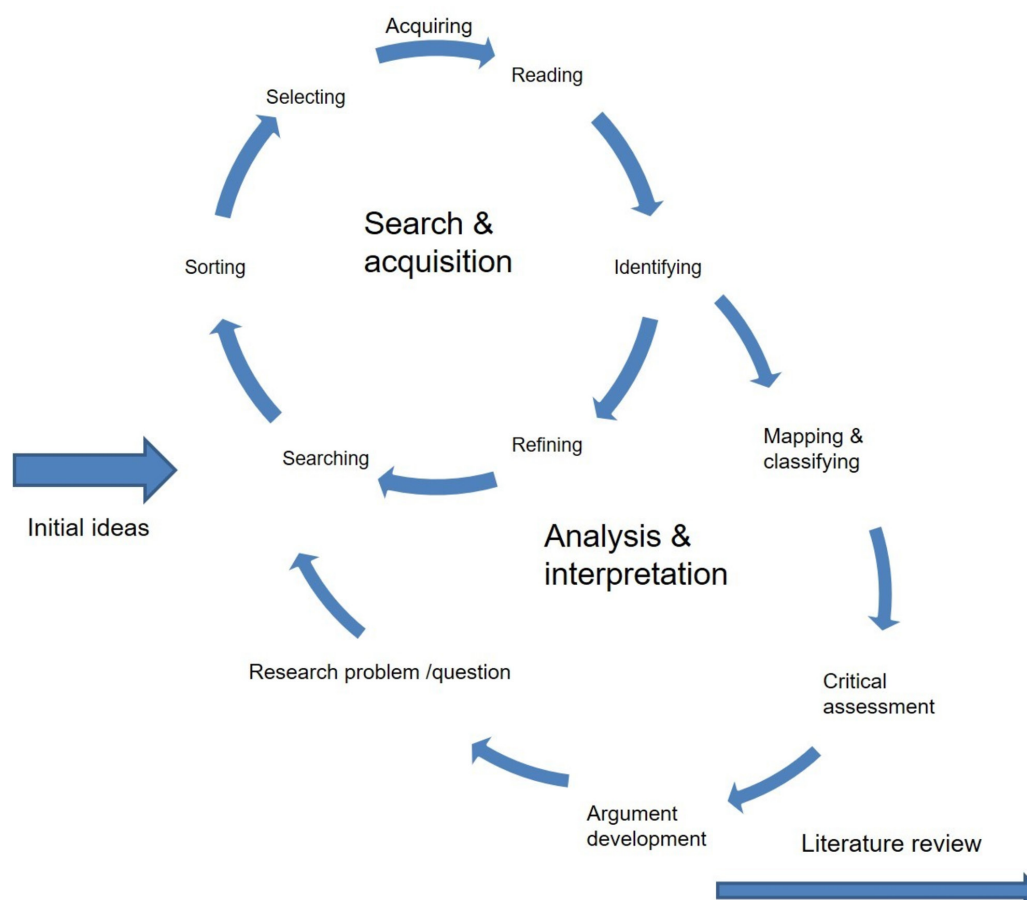 Acquiring
Reading
Selecting
Search &
acquisition
Sorting
Identifying
Mapping &
classifying
Refining
Searching
Initial ideas
Analysis &
interpretation
Research problem /question
Critical
assessment
Argument
development
Literature review